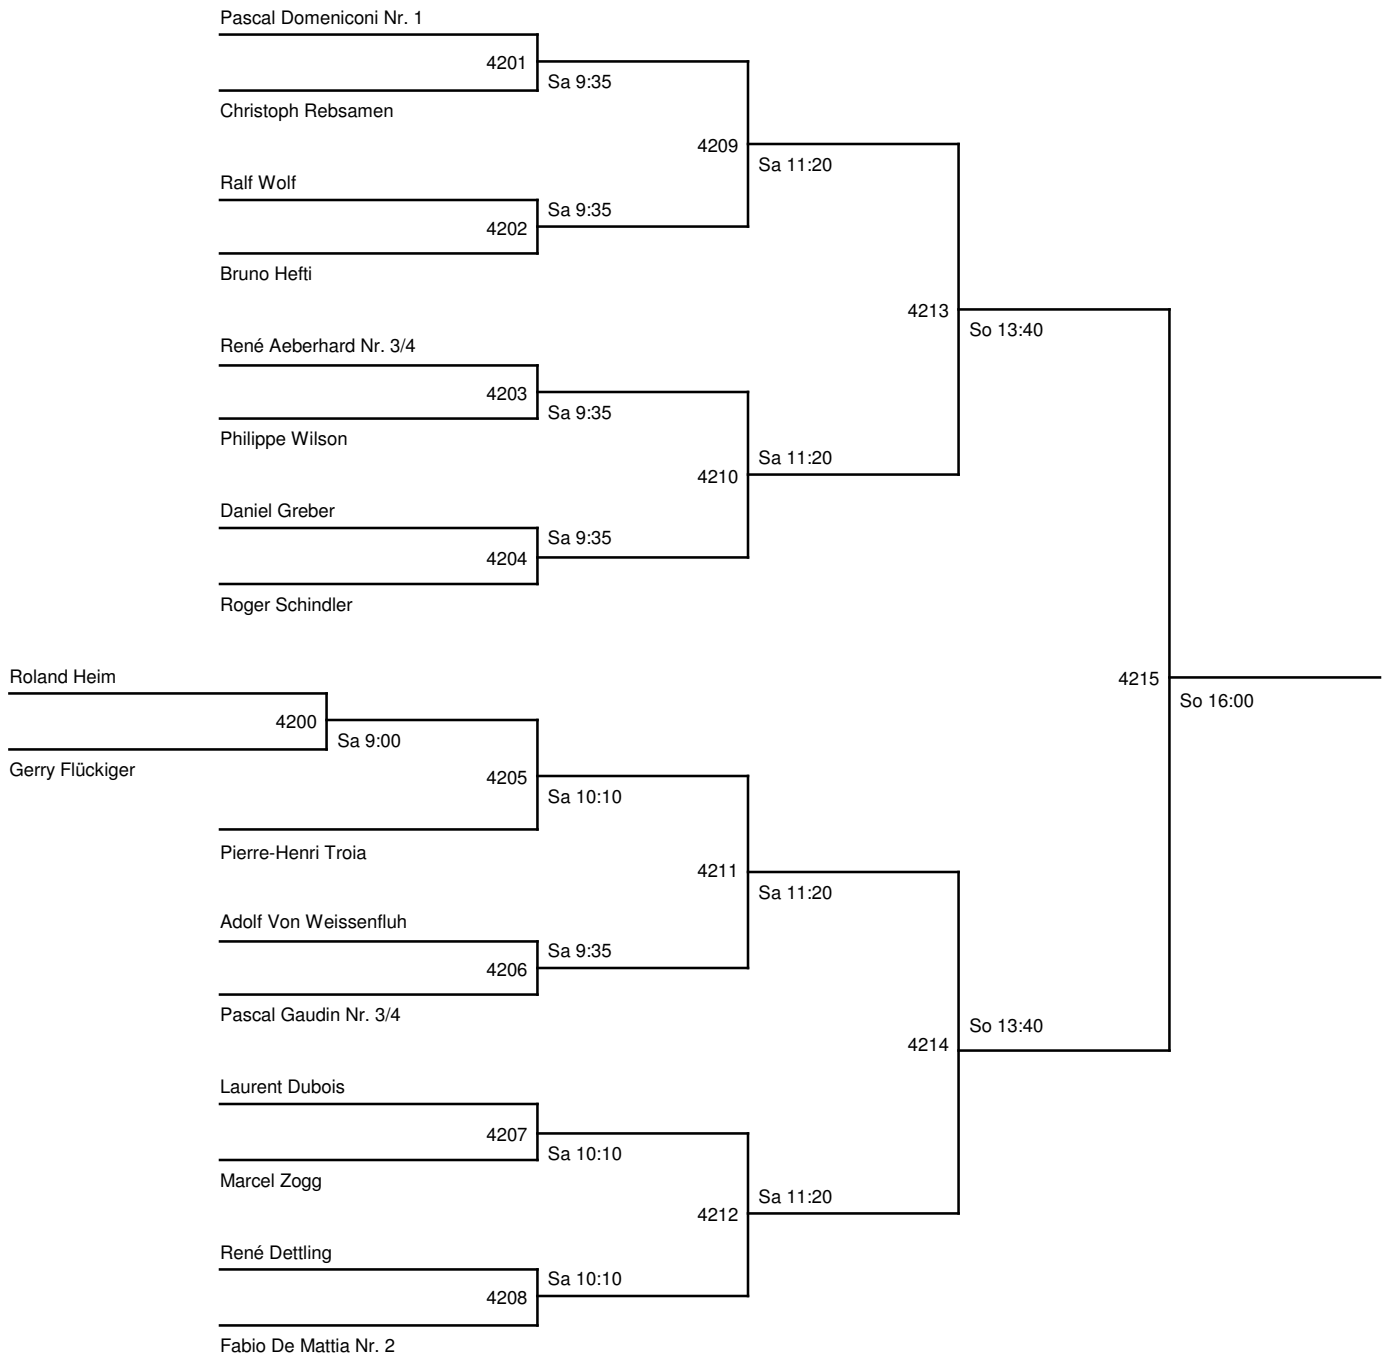 Pascal Domeniconi Nr. 1
4201
Sa 9:35
Christoph Rebsamen
4209
Sa 11:20
Ralf Wolf
Sa 9:35
4202
Bruno Hefti
4213
So 13:40
René Aeberhard Nr. 3/4
4203
Sa 9:35
Philippe Wilson
Sa 11:20
4210
Daniel Greber
Sa 9:35
4204
Roger Schindler
Roland Heim
4215
So 16:00
4200
Sa 9:00
Gerry Flückiger
4205
Sa 10:10
Pierre-Henri Troia
4211
Sa 11:20
Adolf Von Weissenfluh
Sa 9:35
4206
Pascal Gaudin Nr. 3/4
So 13:40
4214
Laurent Dubois
4207
Sa 10:10
Marcel Zogg
Sa 11:20
4212
René Dettling
Sa 10:10
4208
Fabio De Mattia Nr. 2